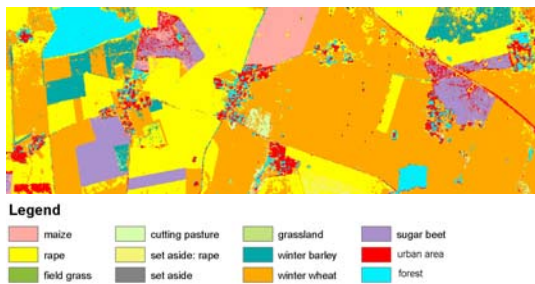 Legend
maize
cutting pasture
grassland
sugar beet
rape
set aside: rape
winter barley
urban area
field grass
set aside
winter wheat
forest